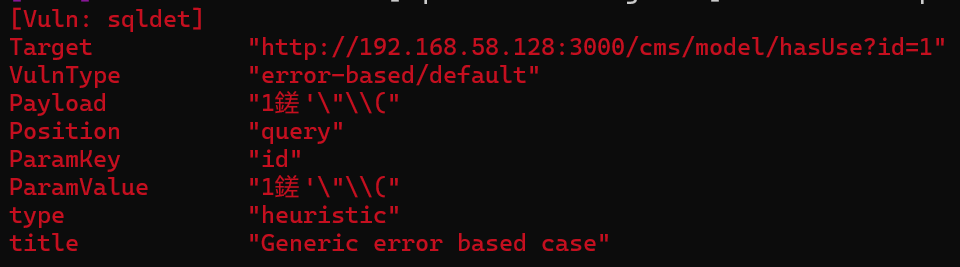 [Vuln: sqldet]
Target "http://192.168.58.128:3000/cms/model/hasUse?id=1"
VulnType "error-based/default"
Payload "1鎈'\"\\("
Position "query"
ParamKey "id"
ParamValue "1鎈'\"\\("
type "heuristic"
title "Generic error based case"